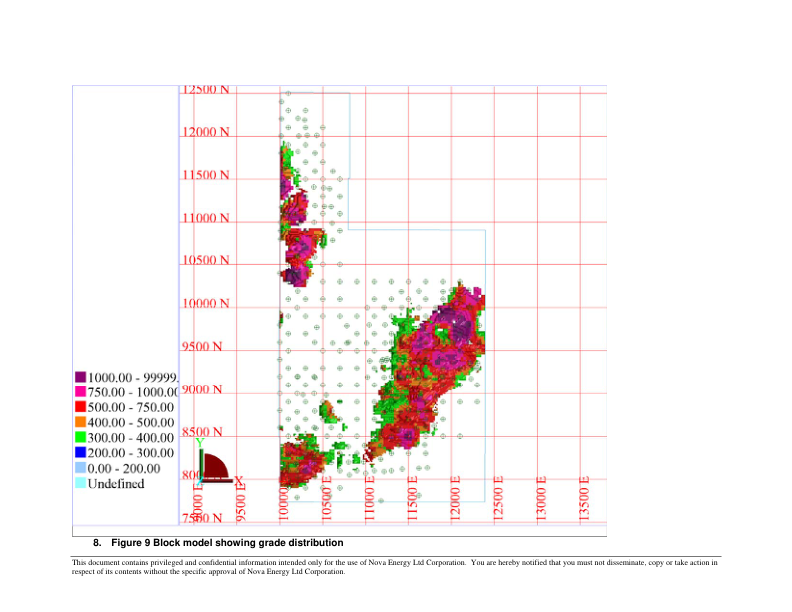 12500 N
12000 N
11500 N
11000 N
10500 N
10000 N
9500 N
9000 N
8500 N
7500 N
1000.00 - 99999.
750.00 - 1000.00
500.00 - 750.00
400.00 - 500.00
300.00 - 400.00
200.00 - 300.00
0.00 - 200.00
Undefined
Y
X
9000 E
9500 E
10000 E
10500 E
11000 E
11500 E
12000 E
12500 E
13000 E
13500 E
8. Figure 9 Block model showing grade distribution
This document contains privileged and confidential information intended only for the use of Nova Energy Ltd Corporation. You are hereby notified that you must not disseminate, copy or take action in
respect of its contents without the specific approval of Nova Energy Ltd Corporation.